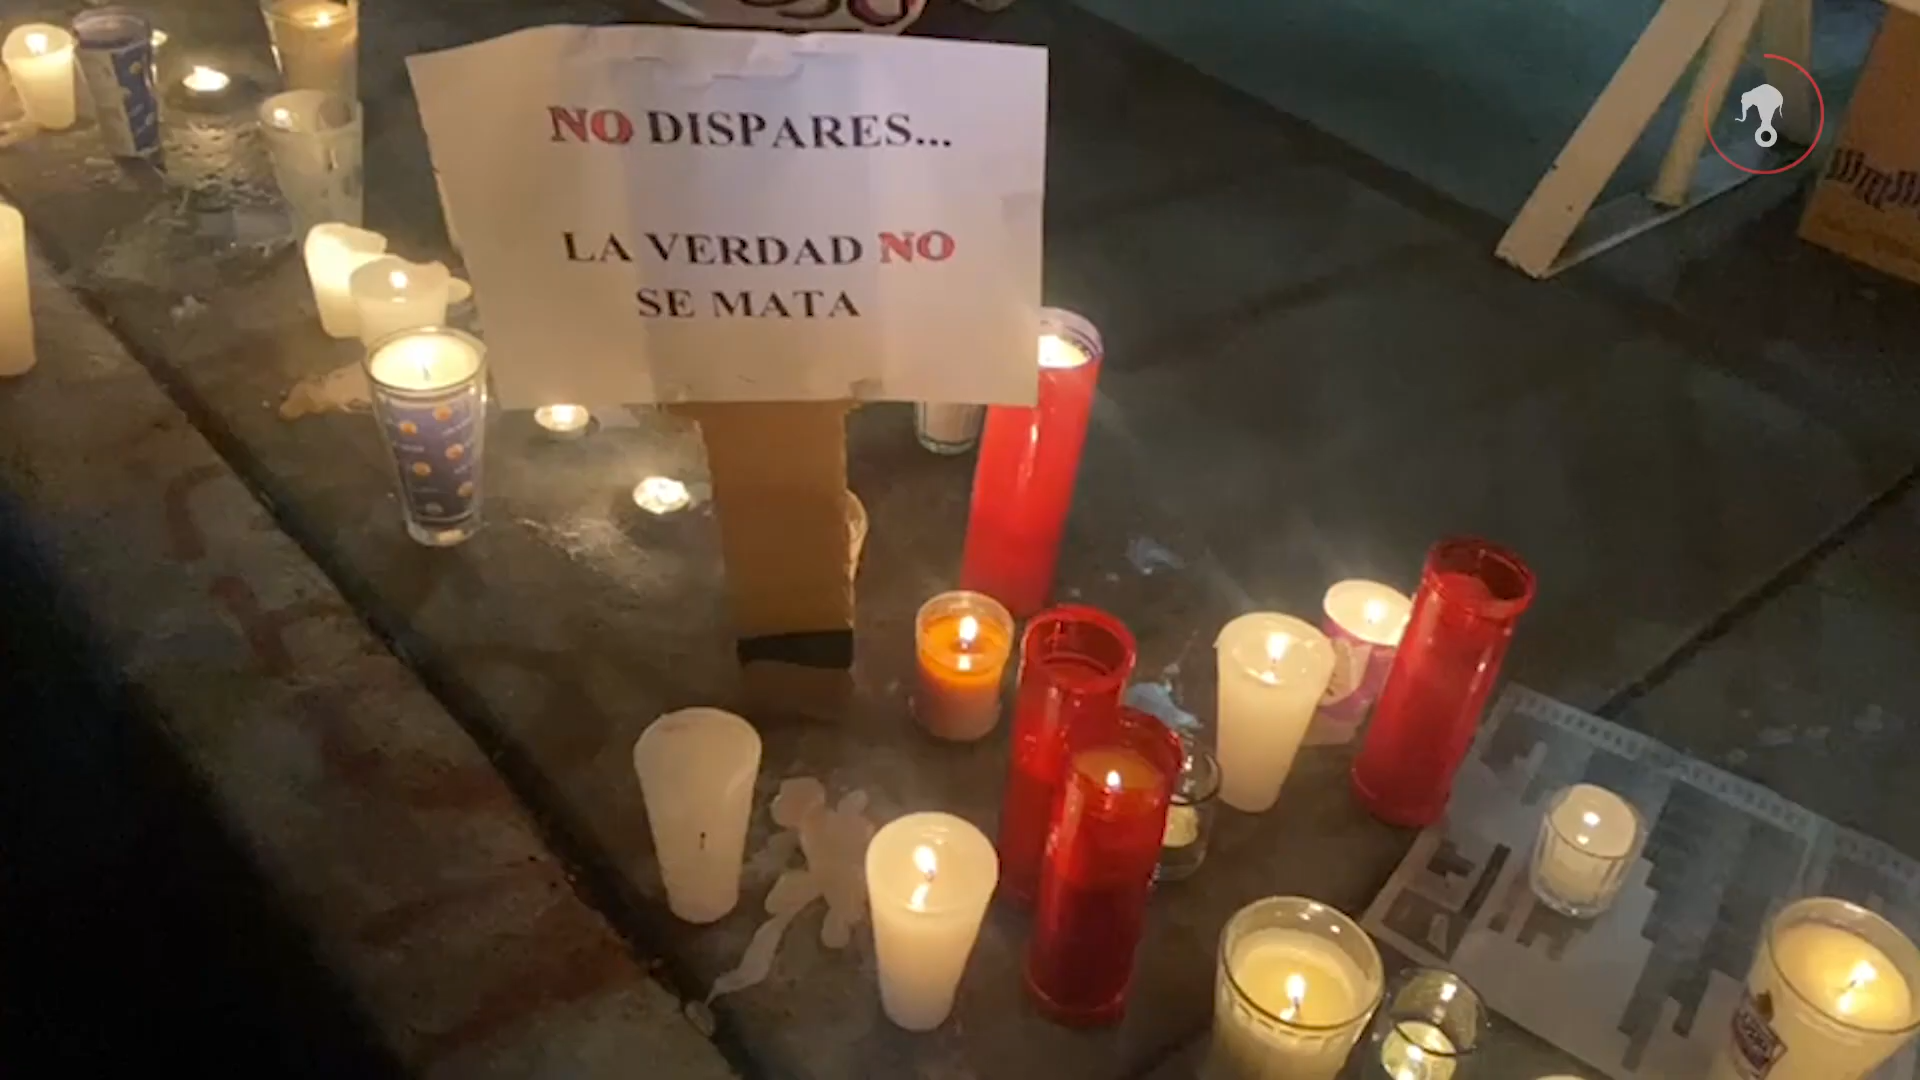 NO DISPARES...
LA VERDAD NO
SE MATA